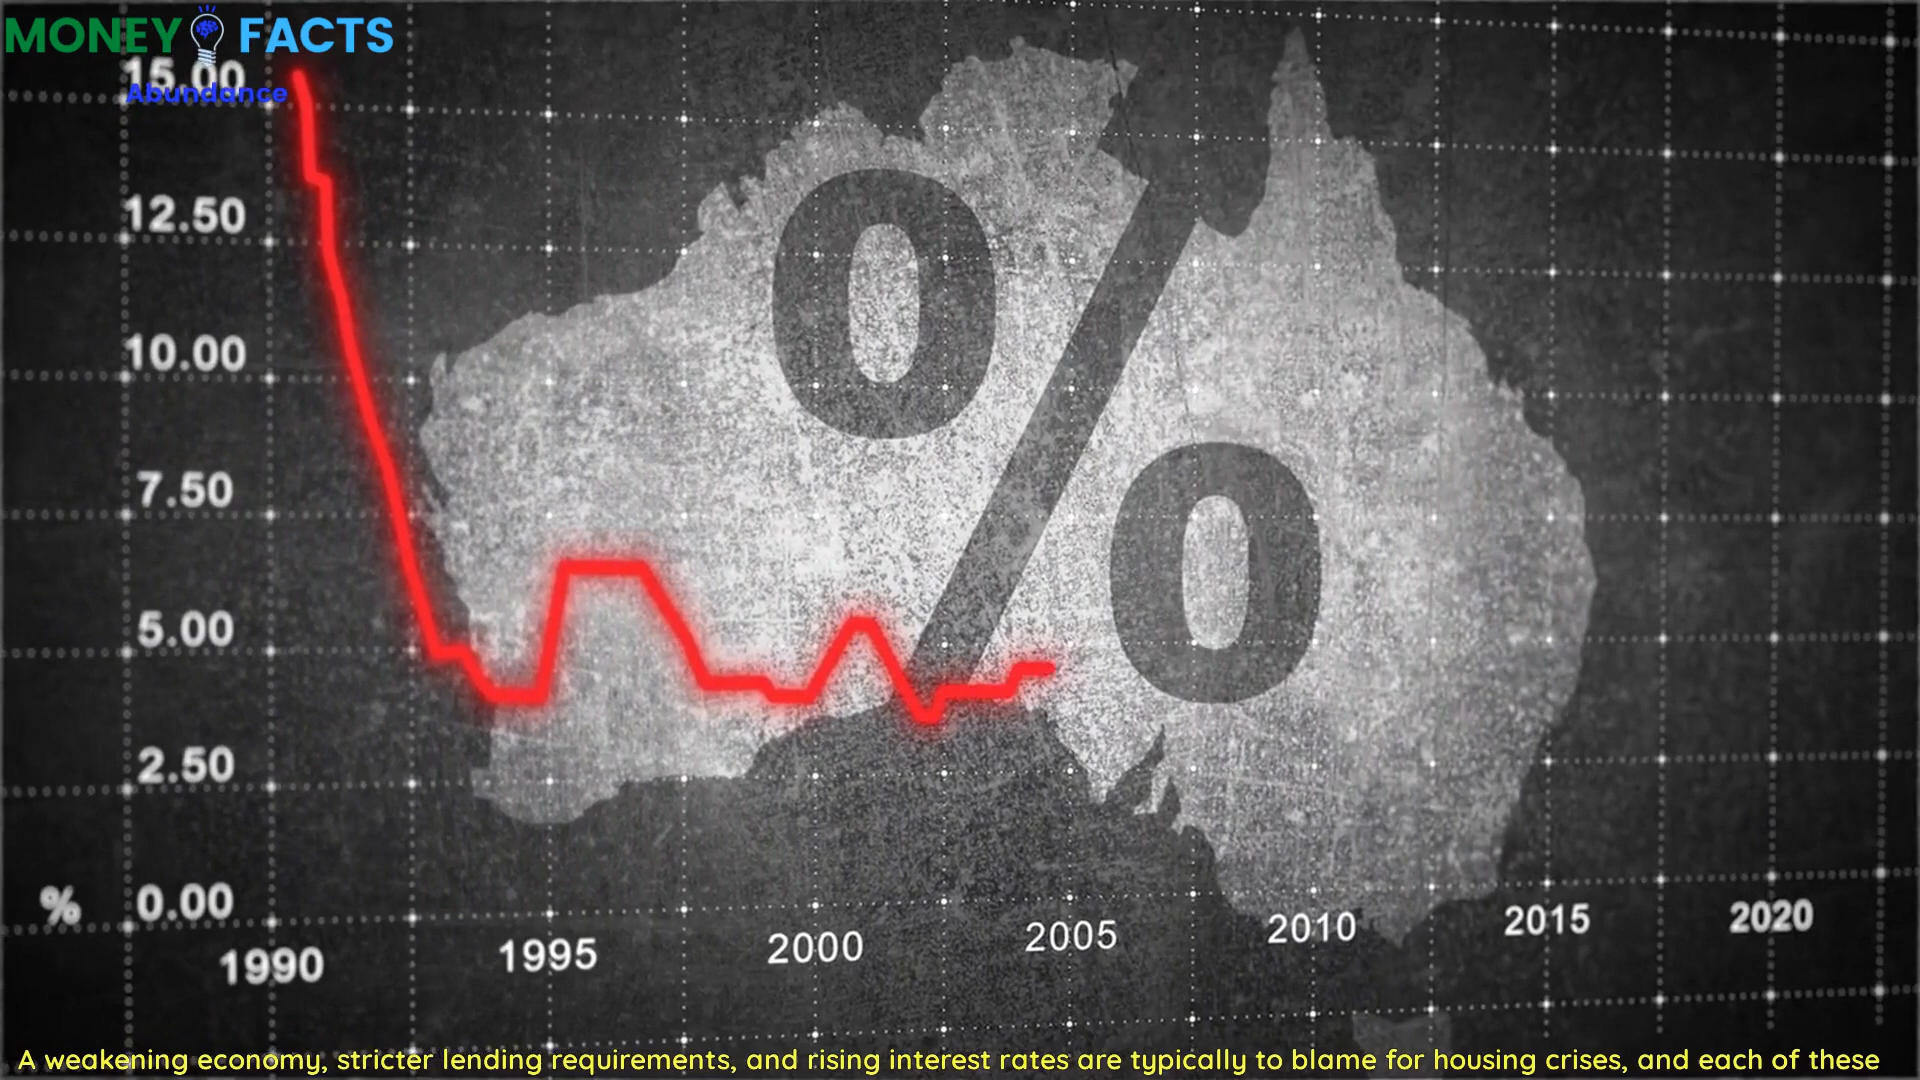 MONEY FACTS
15.00
Abundance
12.50
10.00
7.50
5.00
2.50
% 0.00
1990 1995 2000 2005 2010 2015 2020
%
A weakening economy, stricter lending requirements, and rising interest rates are typically to blame for housing crises, and each of these